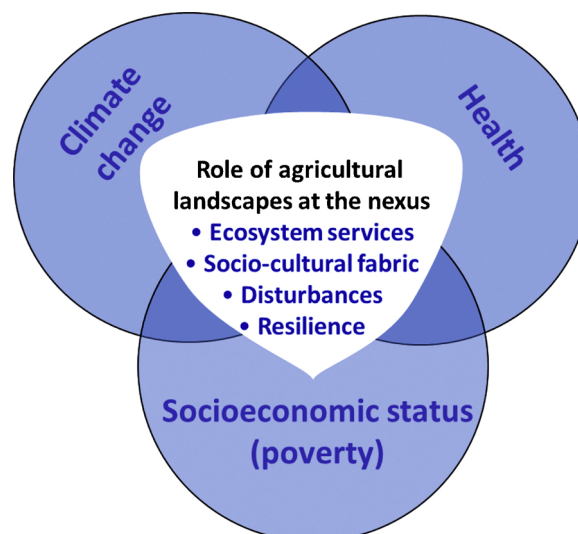 Climate
change
Health
Role of agricultural
landscapes at the nexus
• Ecosystem services
• Socio-cultural fabric
• Disturbances
• Resilience
Socioeconomic status
(poverty)